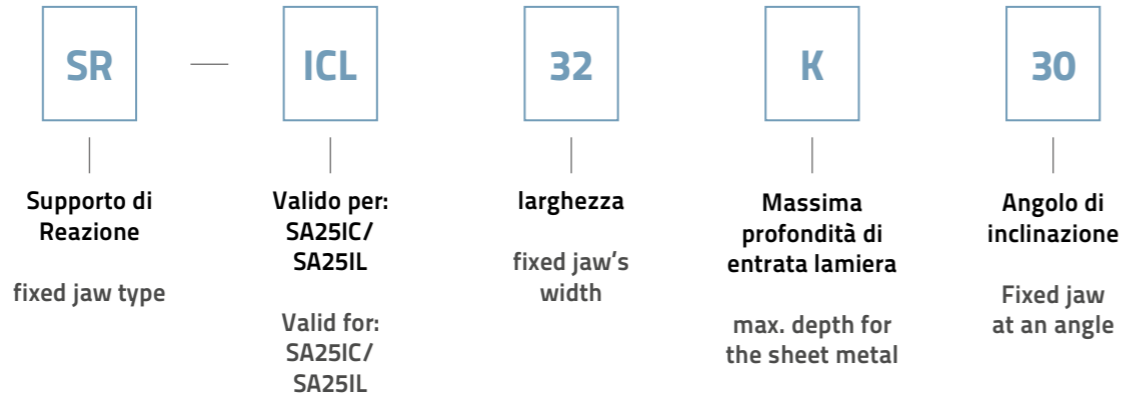 SR — ICL 32 K 30
Supporto di
Reazione
fixed jaw type
Valido per:
SA25IC/
SA25IL
Valid for:
SA25IC/
SA25IL
larghezza
fixed jaw's
width
Massima
profondità di
entrata lamiera
max. depth for
the sheet metal
Angolo di
inclinazione
Fixed jaw
at an angle